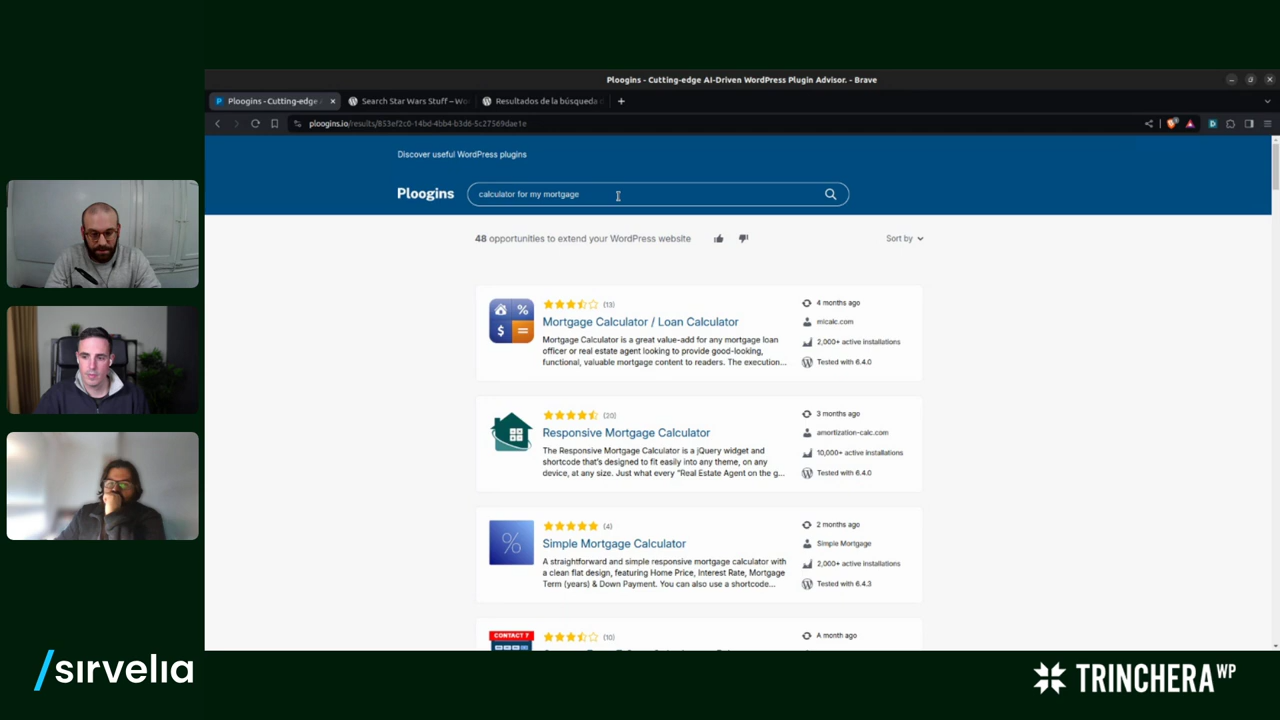 Ploogins - Cutting-edge AI-Driven WordPress Plugin Advisor. - Brave
Ploogins - Cutting-edge
Search Star Wars Stuff – Wo
Resultados de la búsqueda
ploogins.io/results/853ef2c0-14bd-4bb4-b3d6-5c27569dae1e
Discover useful WordPress plugins
Ploogins
calculator for my mortgage
48 opportunities to extend your WordPress website
Sort by
(13)
4 months ago
Mortgage Calculator / Loan Calculator
micalc.com
Mortgage Calculator is a great value-add for any mortgage loan
2,000+ active installations
officer or real estate agent looking to provide good-looking,
functional, valuable mortgage content to readers. The execution...
Tested with 6.4.0
(20)
3 months ago
Responsive Mortgage Calculator
amortization-calc.com
The Responsive Mortgage Calculator is a jQuery widget and
10,000+ active installations
shortcode that's designed to fit easily into any theme, on any
device, at any size. Just what every "Real Estate Agent on the g...
Tested with 6.4.0
(4)
2 months ago
Simple Mortgage Calculator
Simple Mortgage
A straightforward and simple responsive mortgage calculator with
2,000+ active installations
a clean flat design, featuring Home Price, Interest Rate, Mortgage
Term (years) & Down Payment. You can also use a shortcode...
Tested with 6.4.3
CONTACT 7
(10)
A month ago
/sirvelia
TRINCHERA WP